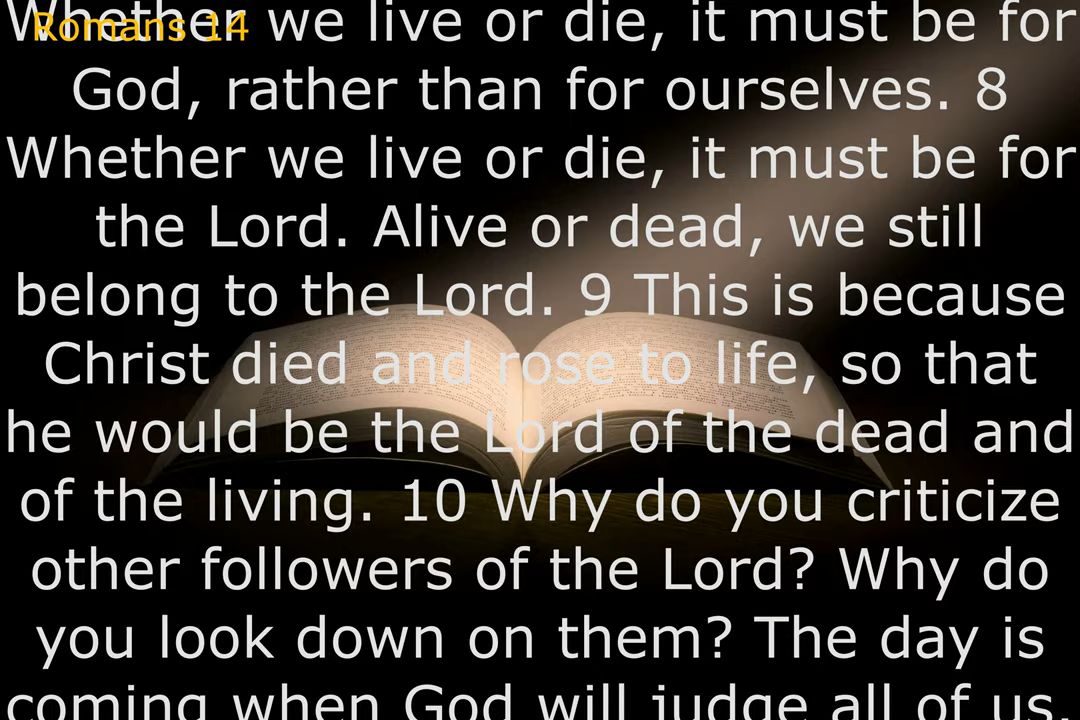 Romans 14
Whether we live or die, it must be for
God, rather than for ourselves. 8
Whether we live or die, it must be for
the Lord. Alive or dead, we still
belong to the Lord. 9 This is because
Christ died and rose to life, so that
he would be the Lord of the dead and
of the living. 10 Why do you criticize
other followers of the Lord? Why do
you look down on them? The day is
coming when God will judge all of us.